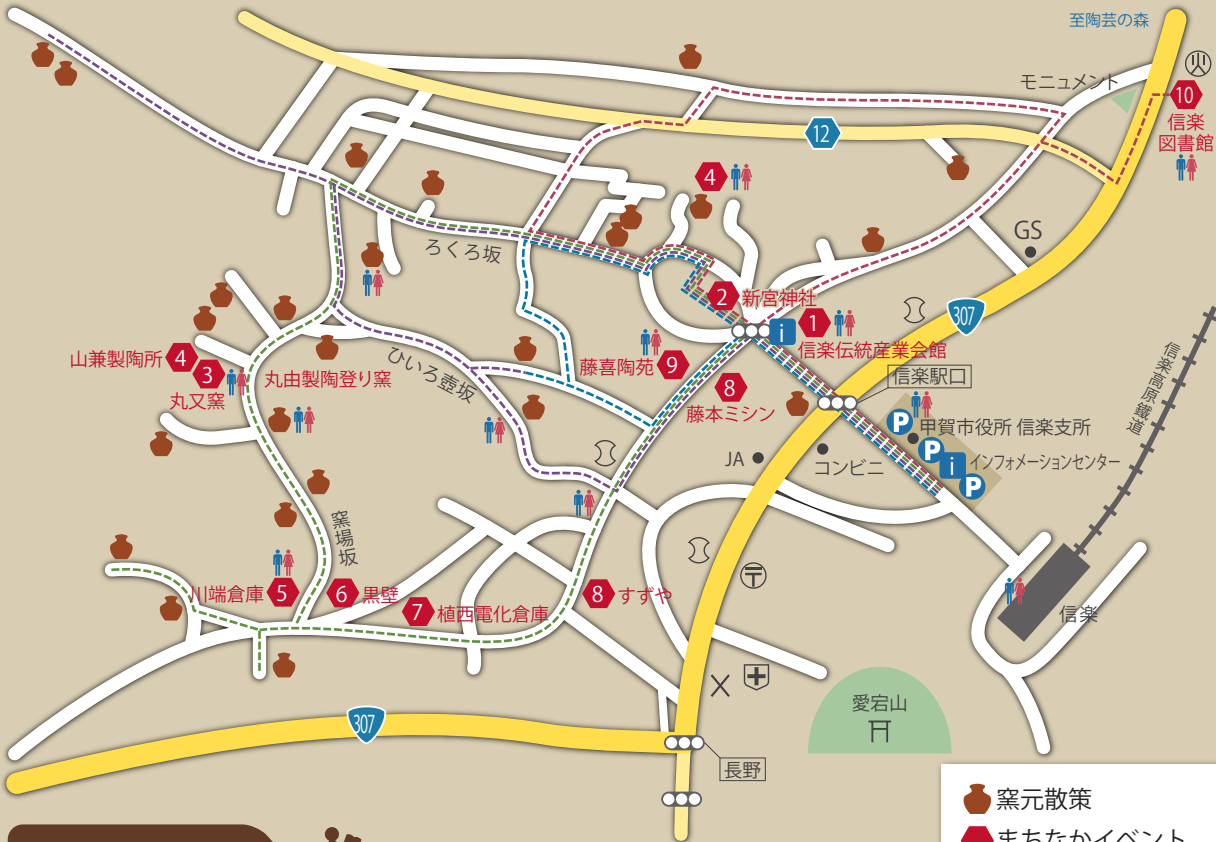 至陶芸の森
モニュメント
10
信楽
図書館
12
4
ろくろ坂
GS
2
新宮神社
i
1
信楽伝統産業会館
307
信楽駅口
信楽高原鐵道
山兼製陶所
4
3
丸又窯
丸由製陶登り窯
ひいろ壺坂
藤喜陶苑
9
8
藤本ミシン
P
甲賀市役所 信楽支所
P
i
インフォメーションセンター
P
JA
コンビニ
窯場坂
川端倉庫
5
6
黒壁
7
植西電化倉庫
8
すずや
信楽
愛宕山
307
長野
窯元散策
まちなかイベント